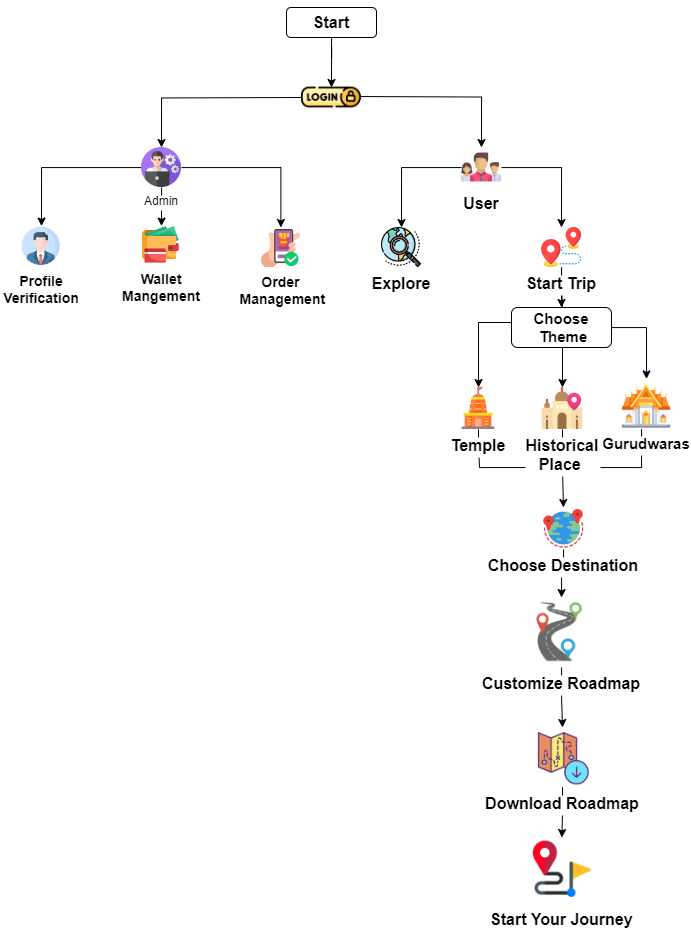 Start
LOGIN
Admin
User
Profile
Verification
Wallet
Mangement
Order
Management
Explore
Start Trip
Choose
Theme
Temple
Historical
Place
Gurudwaras
Choose Destination
Customize Roadmap
Download Roadmap
Start Your Journey